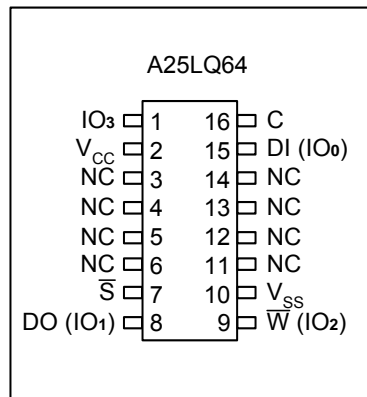 A25LQ64
IO3 1 16 C
VCC 2 15 DI (IO0)
NC 3 14 NC
NC 4 13 NC
NC 5 12 NC
NC 6 11 NC
S̅ 7 10 VSS
DO (IO1) 8 9 W̅ (IO2)